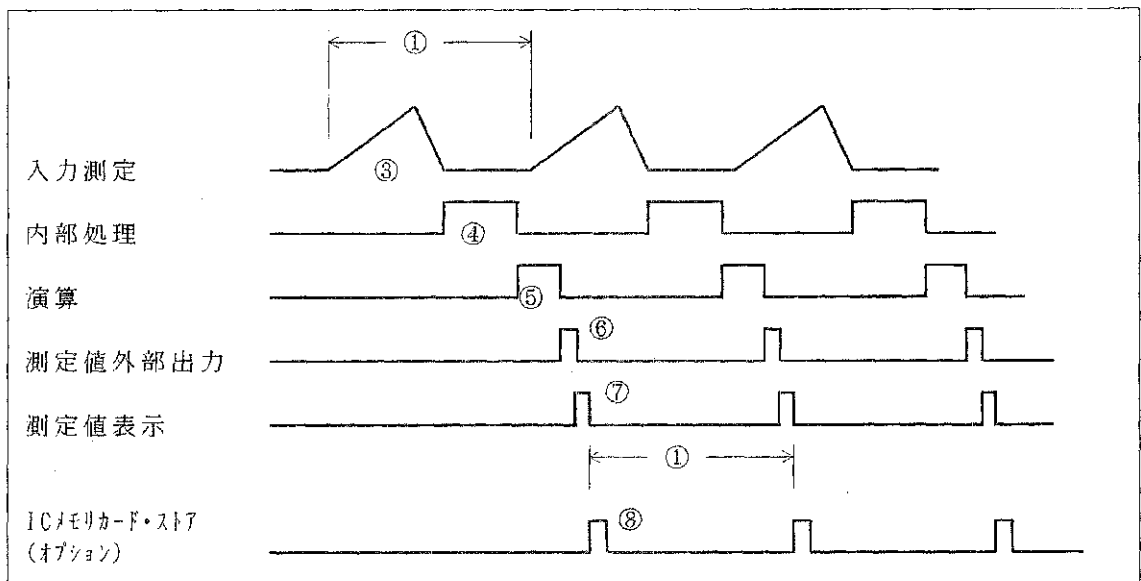 ①
入力測定
③
内部処理
④
演算
⑤
測定値外部出力
⑥
測定値表示
⑦
①
ICメモリカード・ストア
(オプション)
⑧